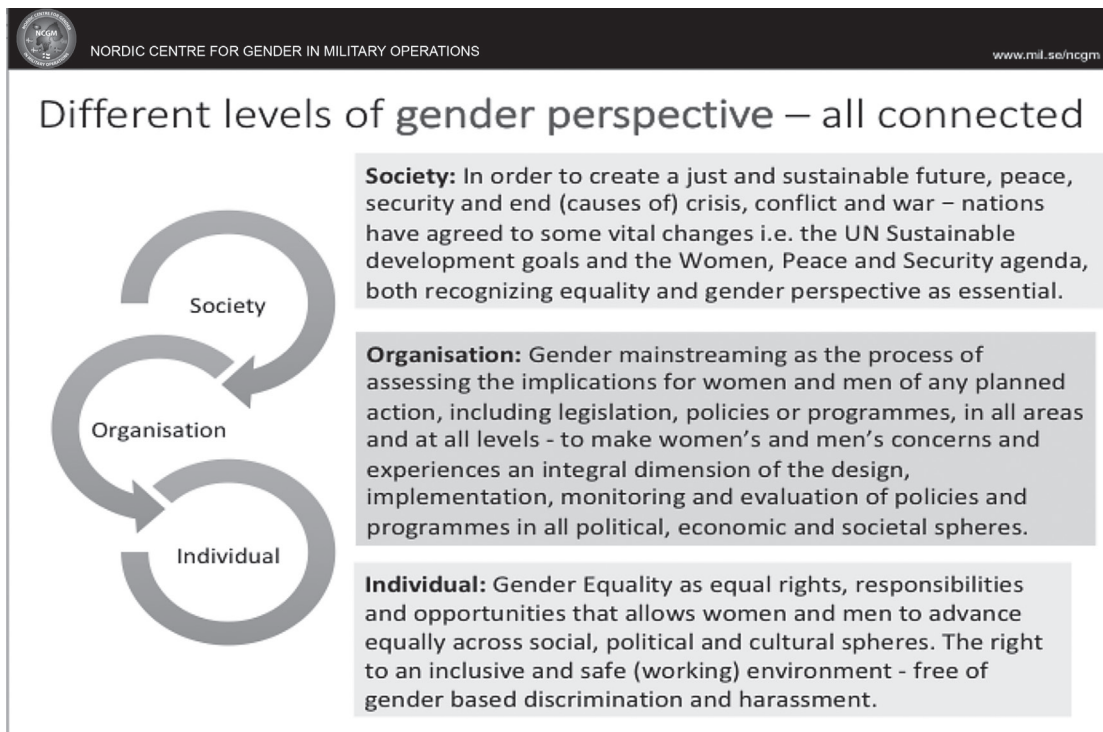 NORDIC CENTRE FOR GENDER IN MILITARY OPERATIONS
www.mil.se/ncgm
NCGM
Different levels of gender perspective – all connected
Society: In order to create a just and sustainable future, peace,
security and end (causes of) crisis, conflict and war – nations
have agreed to some vital changes i.e. the UN Sustainable
development goals and the Women, Peace and Security agenda,
both recognizing equality and gender perspective as essential.
Society
Organisation: Gender mainstreaming as the process of
assessing the implications for women and men of any planned
action, including legislation, policies or programmes, in all areas
and at all levels - to make women's and men's concerns and
experiences an integral dimension of the design,
implementation, monitoring and evaluation of policies and
programmes in all political, economic and societal spheres.
Organisation
Individual: Gender Equality as equal rights, responsibilities
and opportunities that allows women and men to advance
equally across social, political and cultural spheres. The right
to an inclusive and safe (working) environment - free of
gender based discrimination and harassment.
Individual